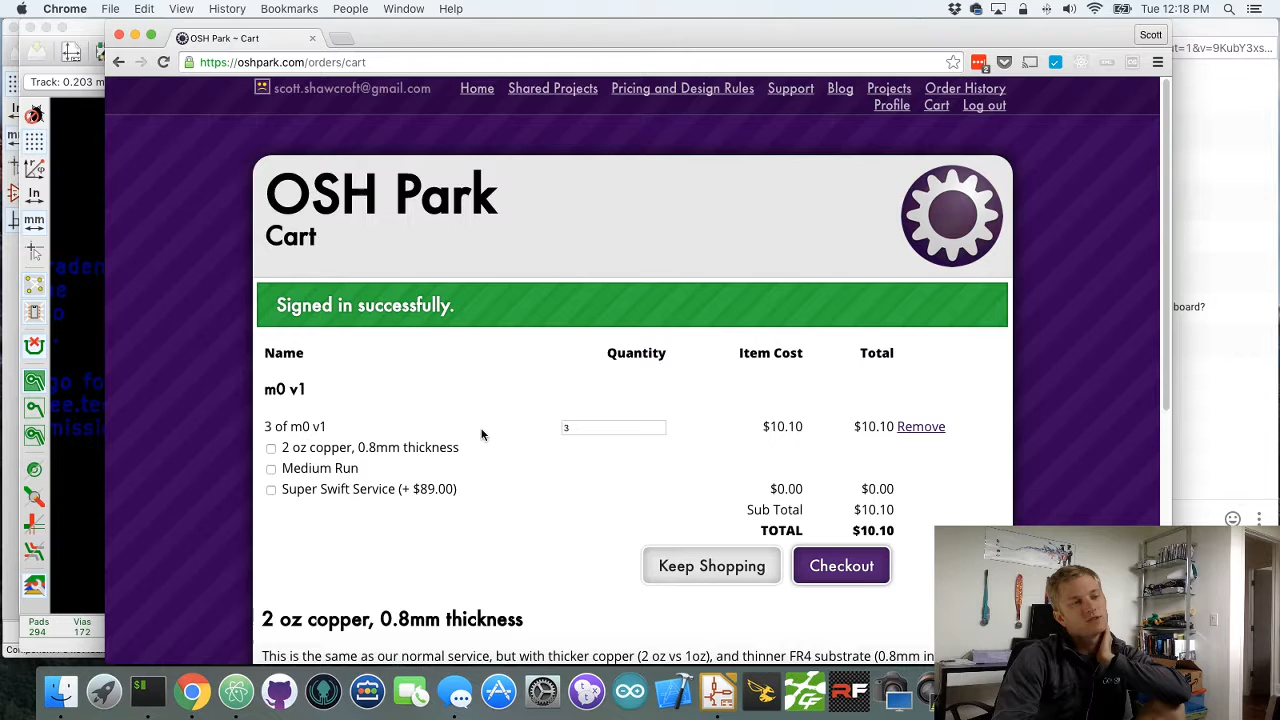 Chrome File Edit View History Bookmarks People Window Help Tue 12:18 PM
OSH Park ~ Cart
Scott
https://oshpark.com/orders/cart
ut=1&v=9KubY3xs...
Track: 0.203 m
scott.shawcroft@gmail.com Home Shared Projects Pricing and Design Rules Support Blog Projects Order History
Profile Cart Log out
OSH Park
Cart
Signed in successfully.
board?
Name Quantity Item Cost Total
m0 v1
3 of m0 v1 3 $10.10 $10.10 Remove
2 oz copper, 0.8mm thickness
Medium Run
Super Swift Service (+ $89.00) $0.00 $0.00
Sub Total $10.10
TOTAL $10.10
Keep Shopping Checkout
2 oz copper, 0.8mm thickness
This is the same as our normal service, but with thicker copper (2 oz vs 1oz), and thinner FR4 substrate (0.8mm in
Pads Vias
294 172
In
mm